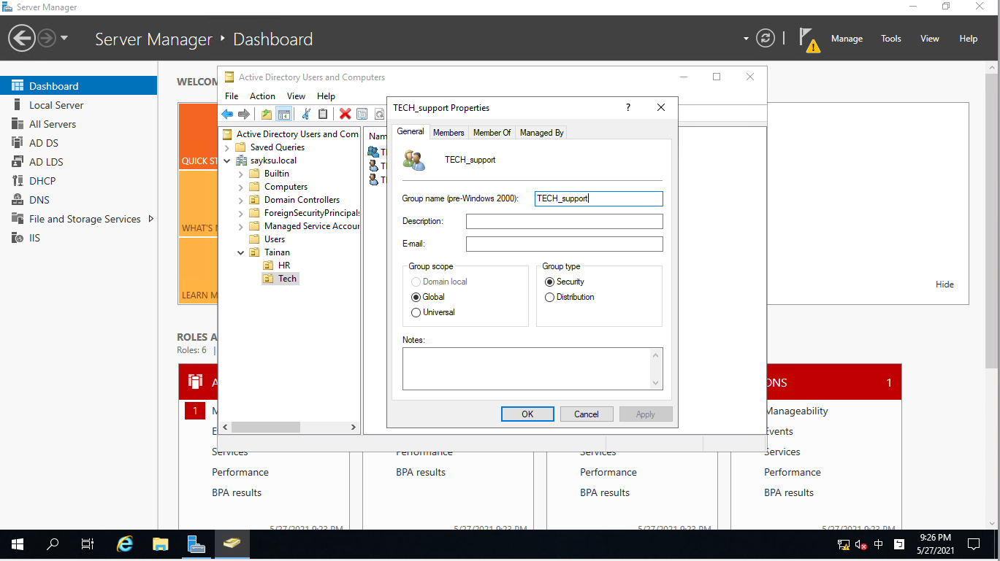 Server Manager
Server Manager ‣ Dashboard
Manage Tools View Help
Dashboard
Local Server
All Servers
AD DS
AD LDS
DHCP
DNS
File and Storage Services
IIS
QUICK ST
WHAT'S
LEARN M
Hide
ROLES A
Roles: 6 |
Active Directory Users and Computers
File Action View Help
Active Directory Users and Com
Saved Queries
sayksu.local
Builtin
Computers
Domain Controllers
ForeignSecurityPrincipals
Managed Service Accour
Users
Tainan
HR
Tech
Nam
TECH_support Properties
?
General Members Member Of Managed By
TECH_support
Group name (pre-Windows 2000): TECH_support
Description:
E-mail:
Group scope
Domain local
Global
Universal
Group type
Security
Distribution
Notes:
OK Cancel Apply
A
1 M
E
Services
Performance
BPA results
5/27/2021 9:23 PM
Performance
BPA results
5/27/2021 9:23 PM
Services
Performance
BPA results
5/27/2021 9:23 PM
DNS 1
Manageability
Events
Services
Performance
BPA results
5/27/2021 9:23 PM
中
9:26 PM
5/27/2021